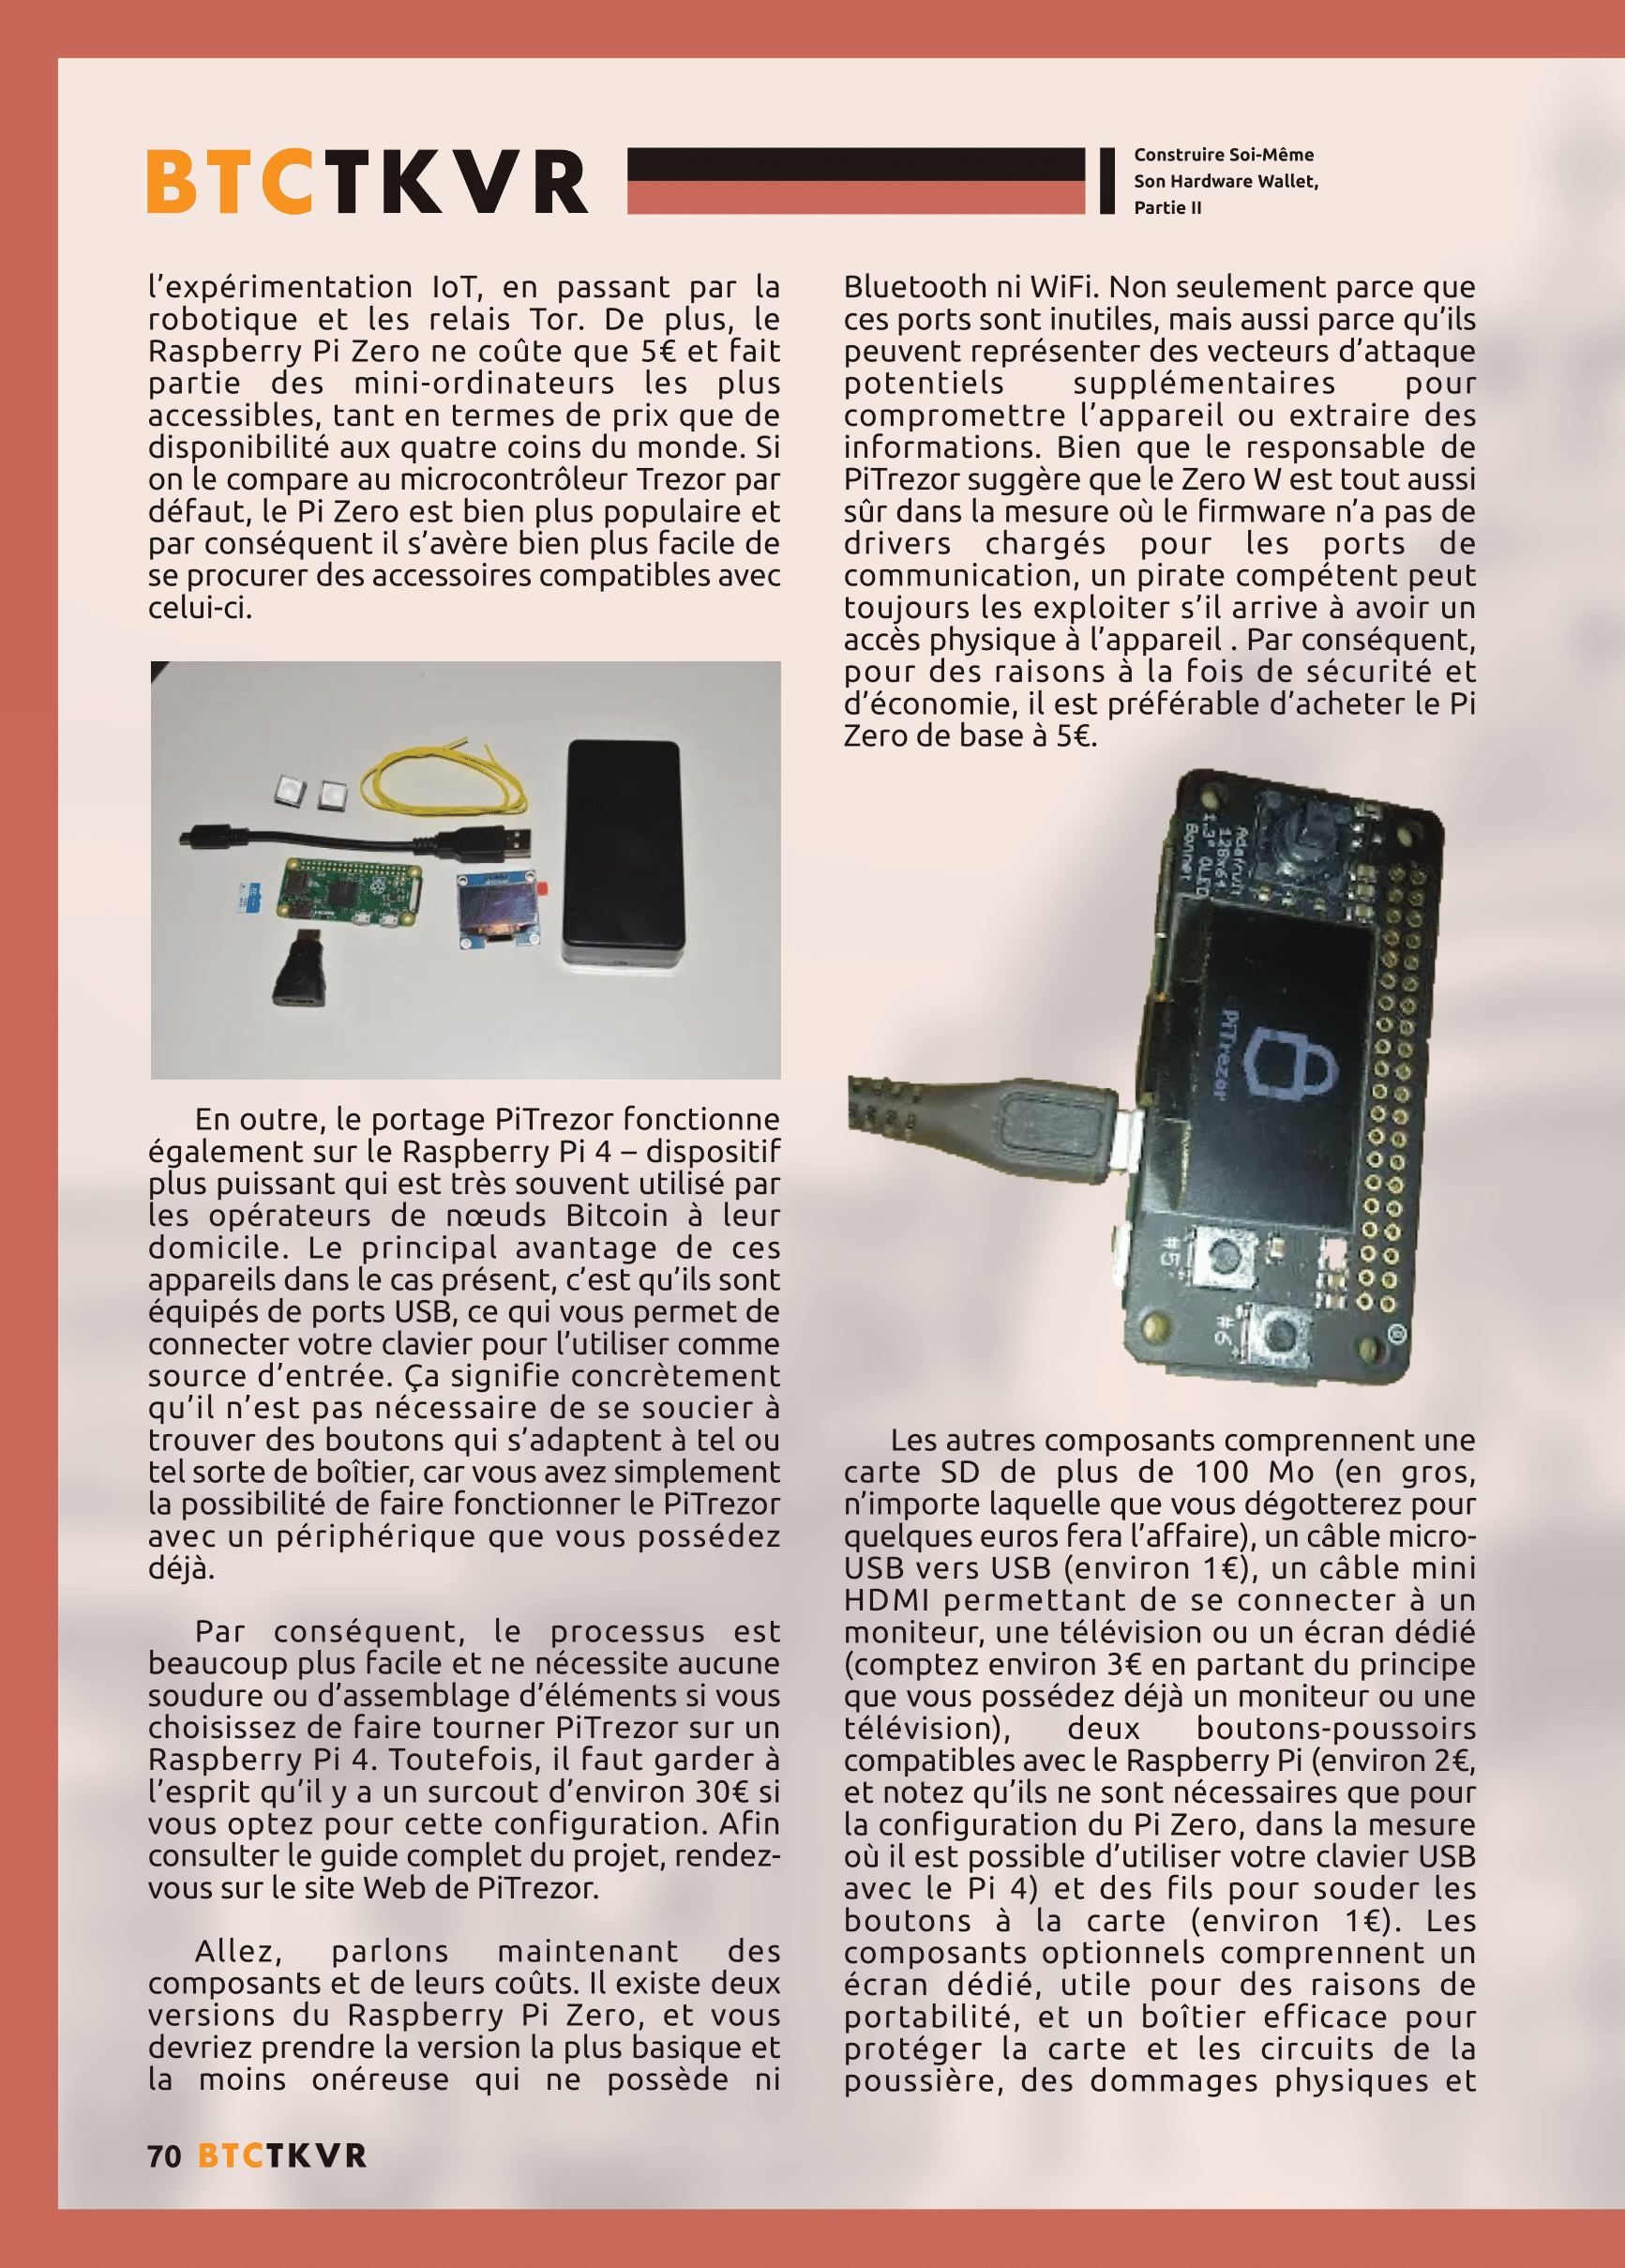 BTCTKVR
Construire Soi-Même
Son Hardware Wallet,
Partie II
l’expérimentation IoT, en passant par la
robotique et les relais Tor. De plus, le
Raspberry Pi Zero ne coûte que 5€ et fait
partie des mini-ordinateurs les plus
accessibles, tant en termes de prix que de
disponibilité aux quatre coins du monde. Si
on le compare au microcontrôleur Trezor par
défaut, le Pi Zero est bien plus populaire et
par conséquent il s’avère bien plus facile de
se procurer des accessoires compatibles avec
celui-ci.
En outre, le portage PiTrezor fonctionne
également sur le Raspberry Pi 4 – dispositif
plus puissant qui est très souvent utilisé par
les opérateurs de nœuds Bitcoin à leur
domicile. Le principal avantage de ces
appareils dans le cas présent, c’est qu’ils sont
équipés de ports USB, ce qui vous permet de
connecter votre clavier pour l’utiliser comme
source d’entrée. Ça signifie concrètement
qu’il n’est pas nécessaire de se soucier à
trouver des boutons qui s’adaptent à tel ou
tel sorte de boîtier, car vous avez simplement
la possibilité de faire fonctionner le PiTrezor
avec un périphérique que vous possédez
déjà.
Par conséquent, le processus est
beaucoup plus facile et ne nécessite aucune
soudure ou d’assemblage d’éléments si vous
choisissez de faire tourner PiTrezor sur un
Raspberry Pi 4. Toutefois, il faut garder à
l’esprit qu’il y a un surcout d’environ 30€ si
vous optez pour cette configuration. Afin
consulter le guide complet du projet, rendez-
vous sur le site Web de PiTrezor.
Allez, parlons maintenant des
composants et de leurs coûts. Il existe deux
versions du Raspberry Pi Zero, et vous
devriez prendre la version la plus basique et
la moins onéreuse qui ne possède ni
Bluetooth ni WiFi. Non seulement parce que
ces ports sont inutiles, mais aussi parce qu’ils
peuvent représenter des vecteurs d’attaque
potentiels supplémentaires pour
compromettre l’appareil ou extraire des
informations. Bien que le responsable de
PiTrezor suggère que le Zero W est tout aussi
sûr dans la mesure où le firmware n’a pas de
drivers chargés pour les ports de
communication, un pirate compétent peut
toujours les exploiter s’il arrive à avoir un
accès physique à l’appareil . Par conséquent,
pour des raisons à la fois de sécurité et
d’économie, il est préférable d’acheter le Pi
Zero de base à 5€.
Adafruit
128x64
1.3" OLED
Bonnet
PiTrezor
#5
#6
Les autres composants comprennent une
carte SD de plus de 100 Mo (en gros,
n’importe laquelle que vous dégotterez pour
quelques euros fera l’affaire), un câble micro-
USB vers USB (environ 1€), un câble mini
HDMI permettant de se connecter à un
moniteur, une télévision ou un écran dédié
(comptez environ 3€ en partant du principe
que vous possédez déjà un moniteur ou une
télévision), deux boutons-poussoirs
compatibles avec le Raspberry Pi (environ 2€,
et notez qu’ils ne sont nécessaires que pour
la configuration du Pi Zero, dans la mesure
où il est possible d’utiliser votre clavier USB
avec le Pi 4) et des fils pour souder les
boutons à la carte (environ 1€). Les
composants optionnels comprennent un
écran dédié, utile pour des raisons de
portabilité, et un boîtier efficace pour
protéger la carte et les circuits de la
poussière, des dommages physiques et
70 BTCTKVR